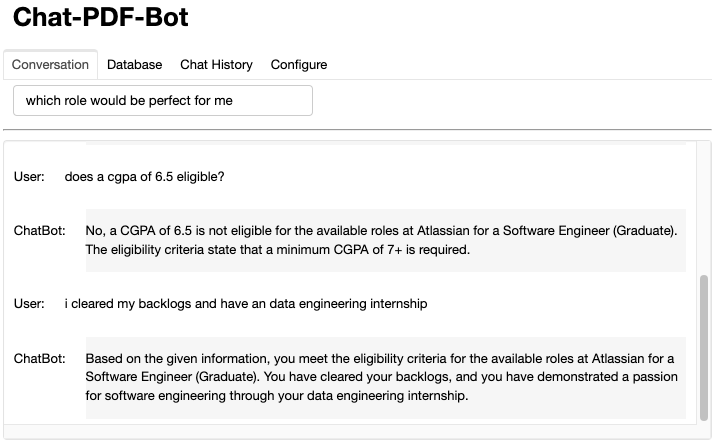 Chat-PDF-Bot
Conversation Database Chat History Configure
which role would be perfect for me
User: does a cgpa of 6.5 eligible?
ChatBot: No, a CGPA of 6.5 is not eligible for the available roles at Atlassian for a Software Engineer (Graduate).
The eligibility criteria state that a minimum CGPA of 7+ is required.
User: i cleared my backlogs and have an data engineering internship
ChatBot: Based on the given information, you meet the eligibility criteria for the available roles at Atlassian for a
Software Engineer (Graduate). You have cleared your backlogs, and you have demonstrated a passion
for software engineering through your data engineering internship.